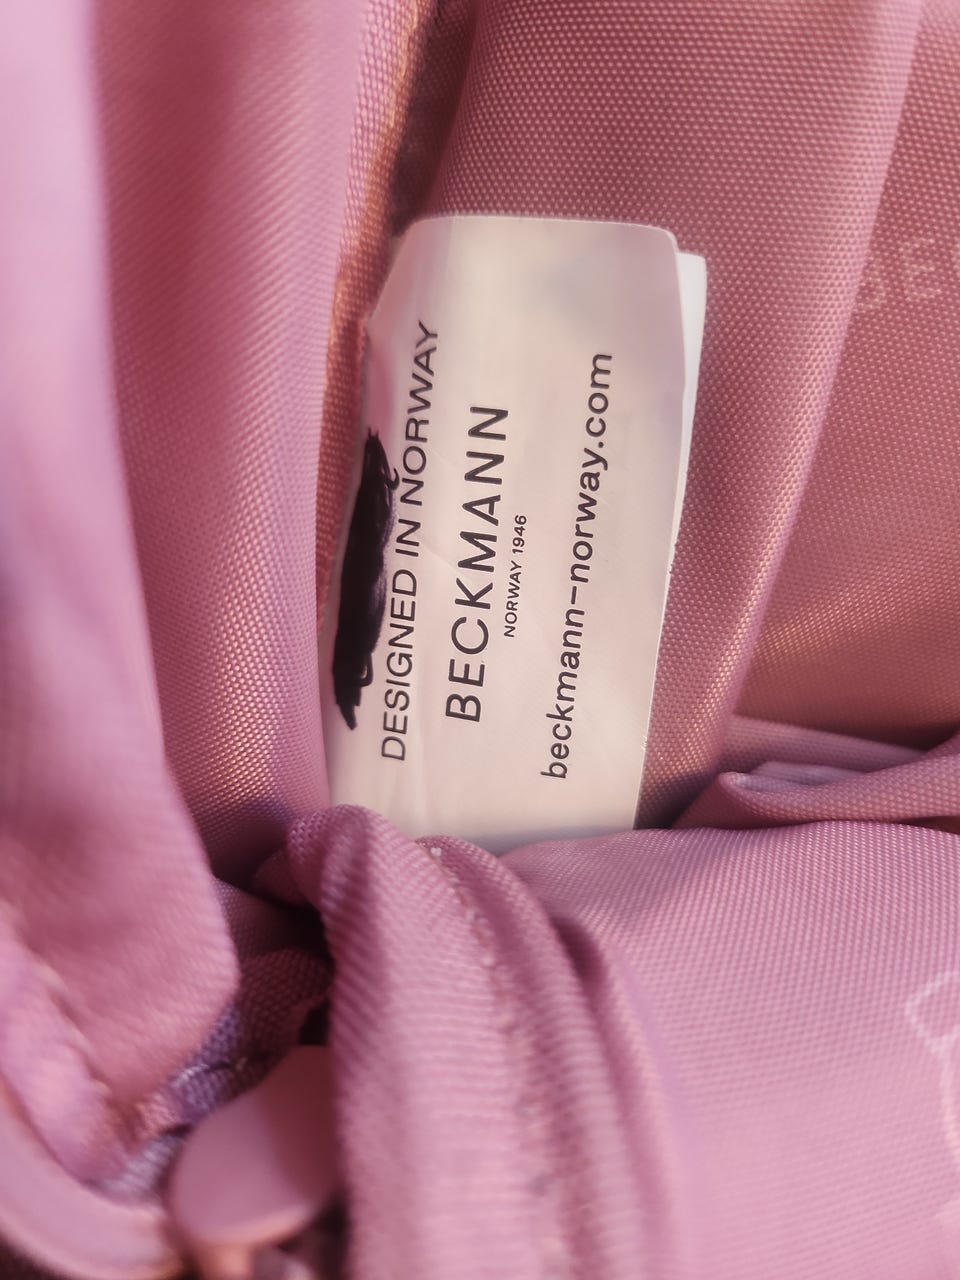 DESIGNED IN NORWAY
BECKMANN
NORWAY 1946
beckmann-norway.com